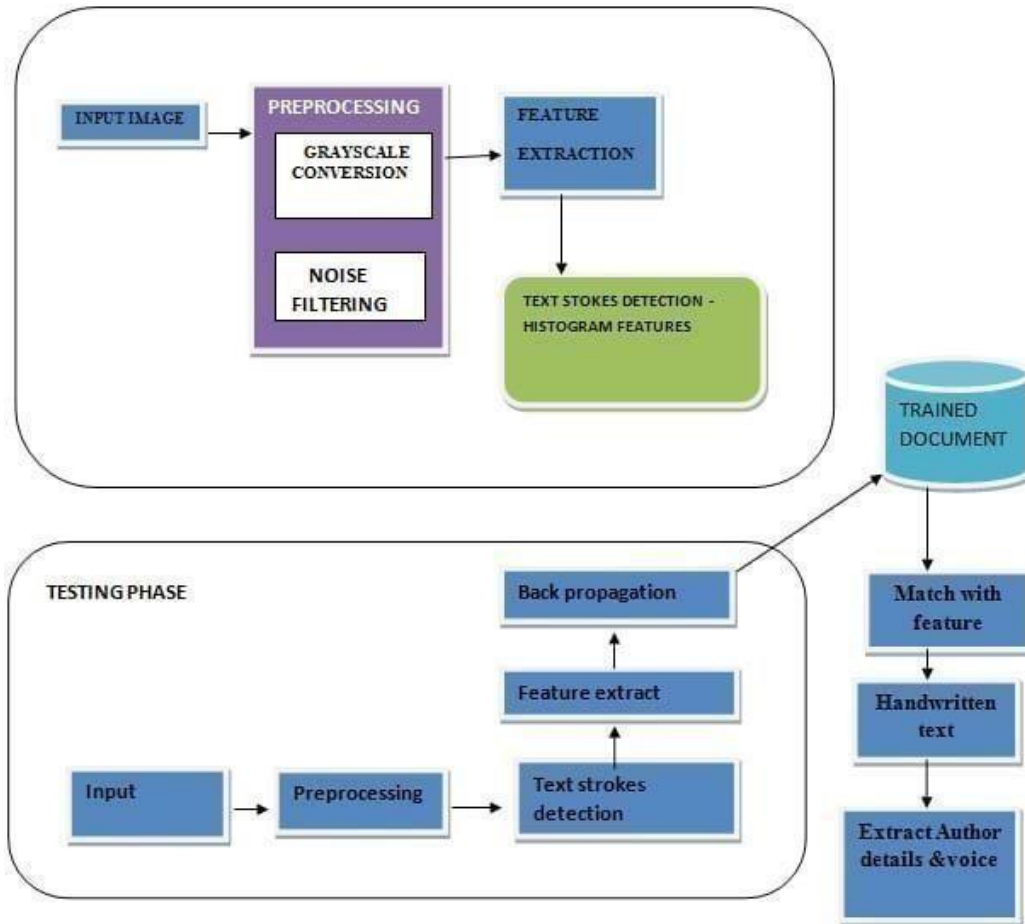 INPUT IMAGE
PREPROCESSING
GRAYSCALE
CONVERSION
NOISE
FILTERING
FEATURE
EXTRACTION
TEXT STOKES DETECTION -
HISTOGRAM FEATURES
TRAINED
DOCUMENT
TESTING PHASE
Input
Preprocessing
Text strokes
detection
Feature extract
Back propagation
Match with
feature
Handwritten
text
Extract Author
details &voice